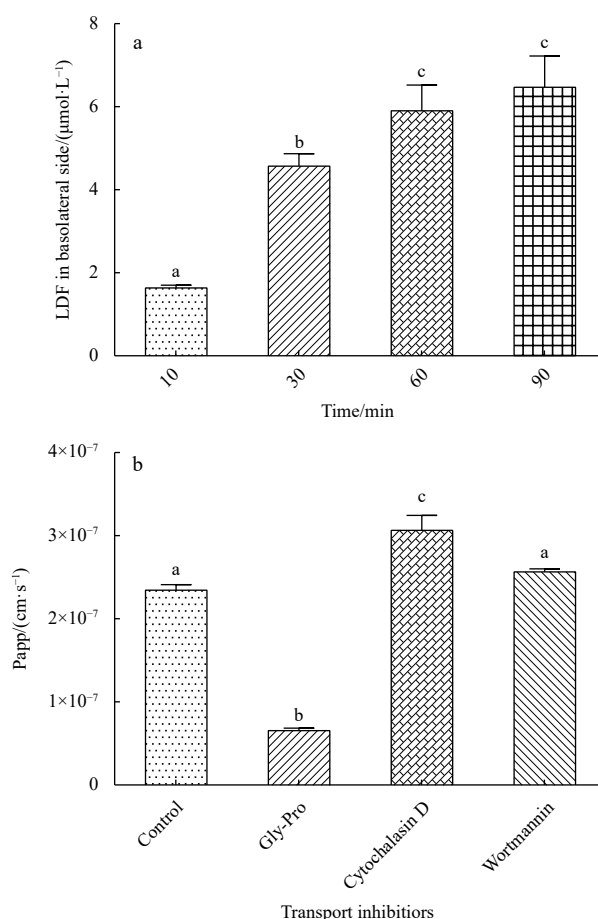 a
LDF in basolateral side/(μmol·L⁻¹)
8
6
4
2
0
a
b
c
c
10
30
60
90
Time/min
b
Papp/(cm·s⁻¹)
4×10⁻⁷
3×10⁻⁷
2×10⁻⁷
1×10⁻⁷
0
a
b
c
a
Control
Gly-Pro
Cytochalasin D
Wortmannin
Transport inhibitiors